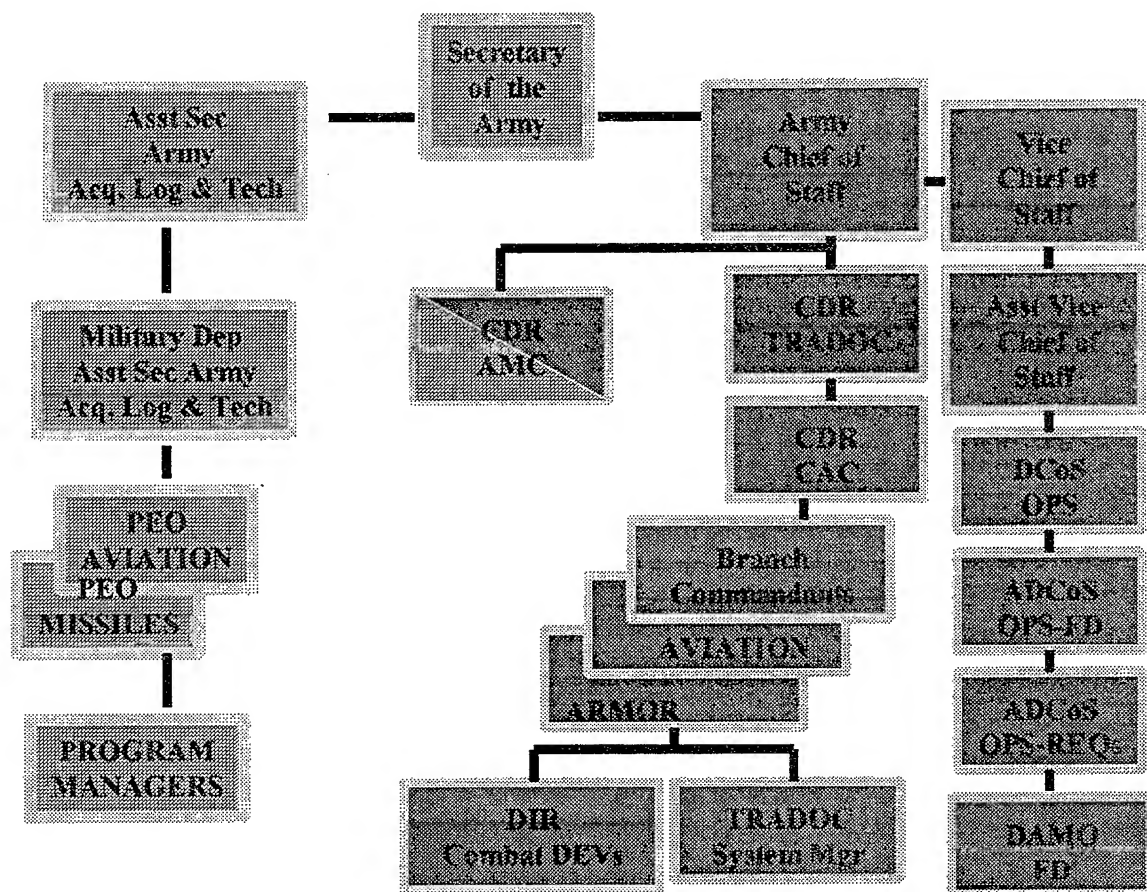 Secretary
of the
Army
Asst Sec
Army
Acq, Log & Tech
Army
Chief of
Staff
Vice
Chief of
Staff
Military Dep
Asst Sec Army
Acq, Log & Tech
CDR
AMC
CDR
TRADOC
Asst Vice
Chief of
Staff
CDR
CAC
DCoS
OPS
PEO
AVIATION
PEO
MISSILES
Branch
Commandants
AVIATION
ARMOR
ADCoS
OPS-FD
ADCoS
OPS-REQs
PROGRAM
MANAGERS
DIR
Combat DEVs
TRADOC
System Mgr
DAMO
FD